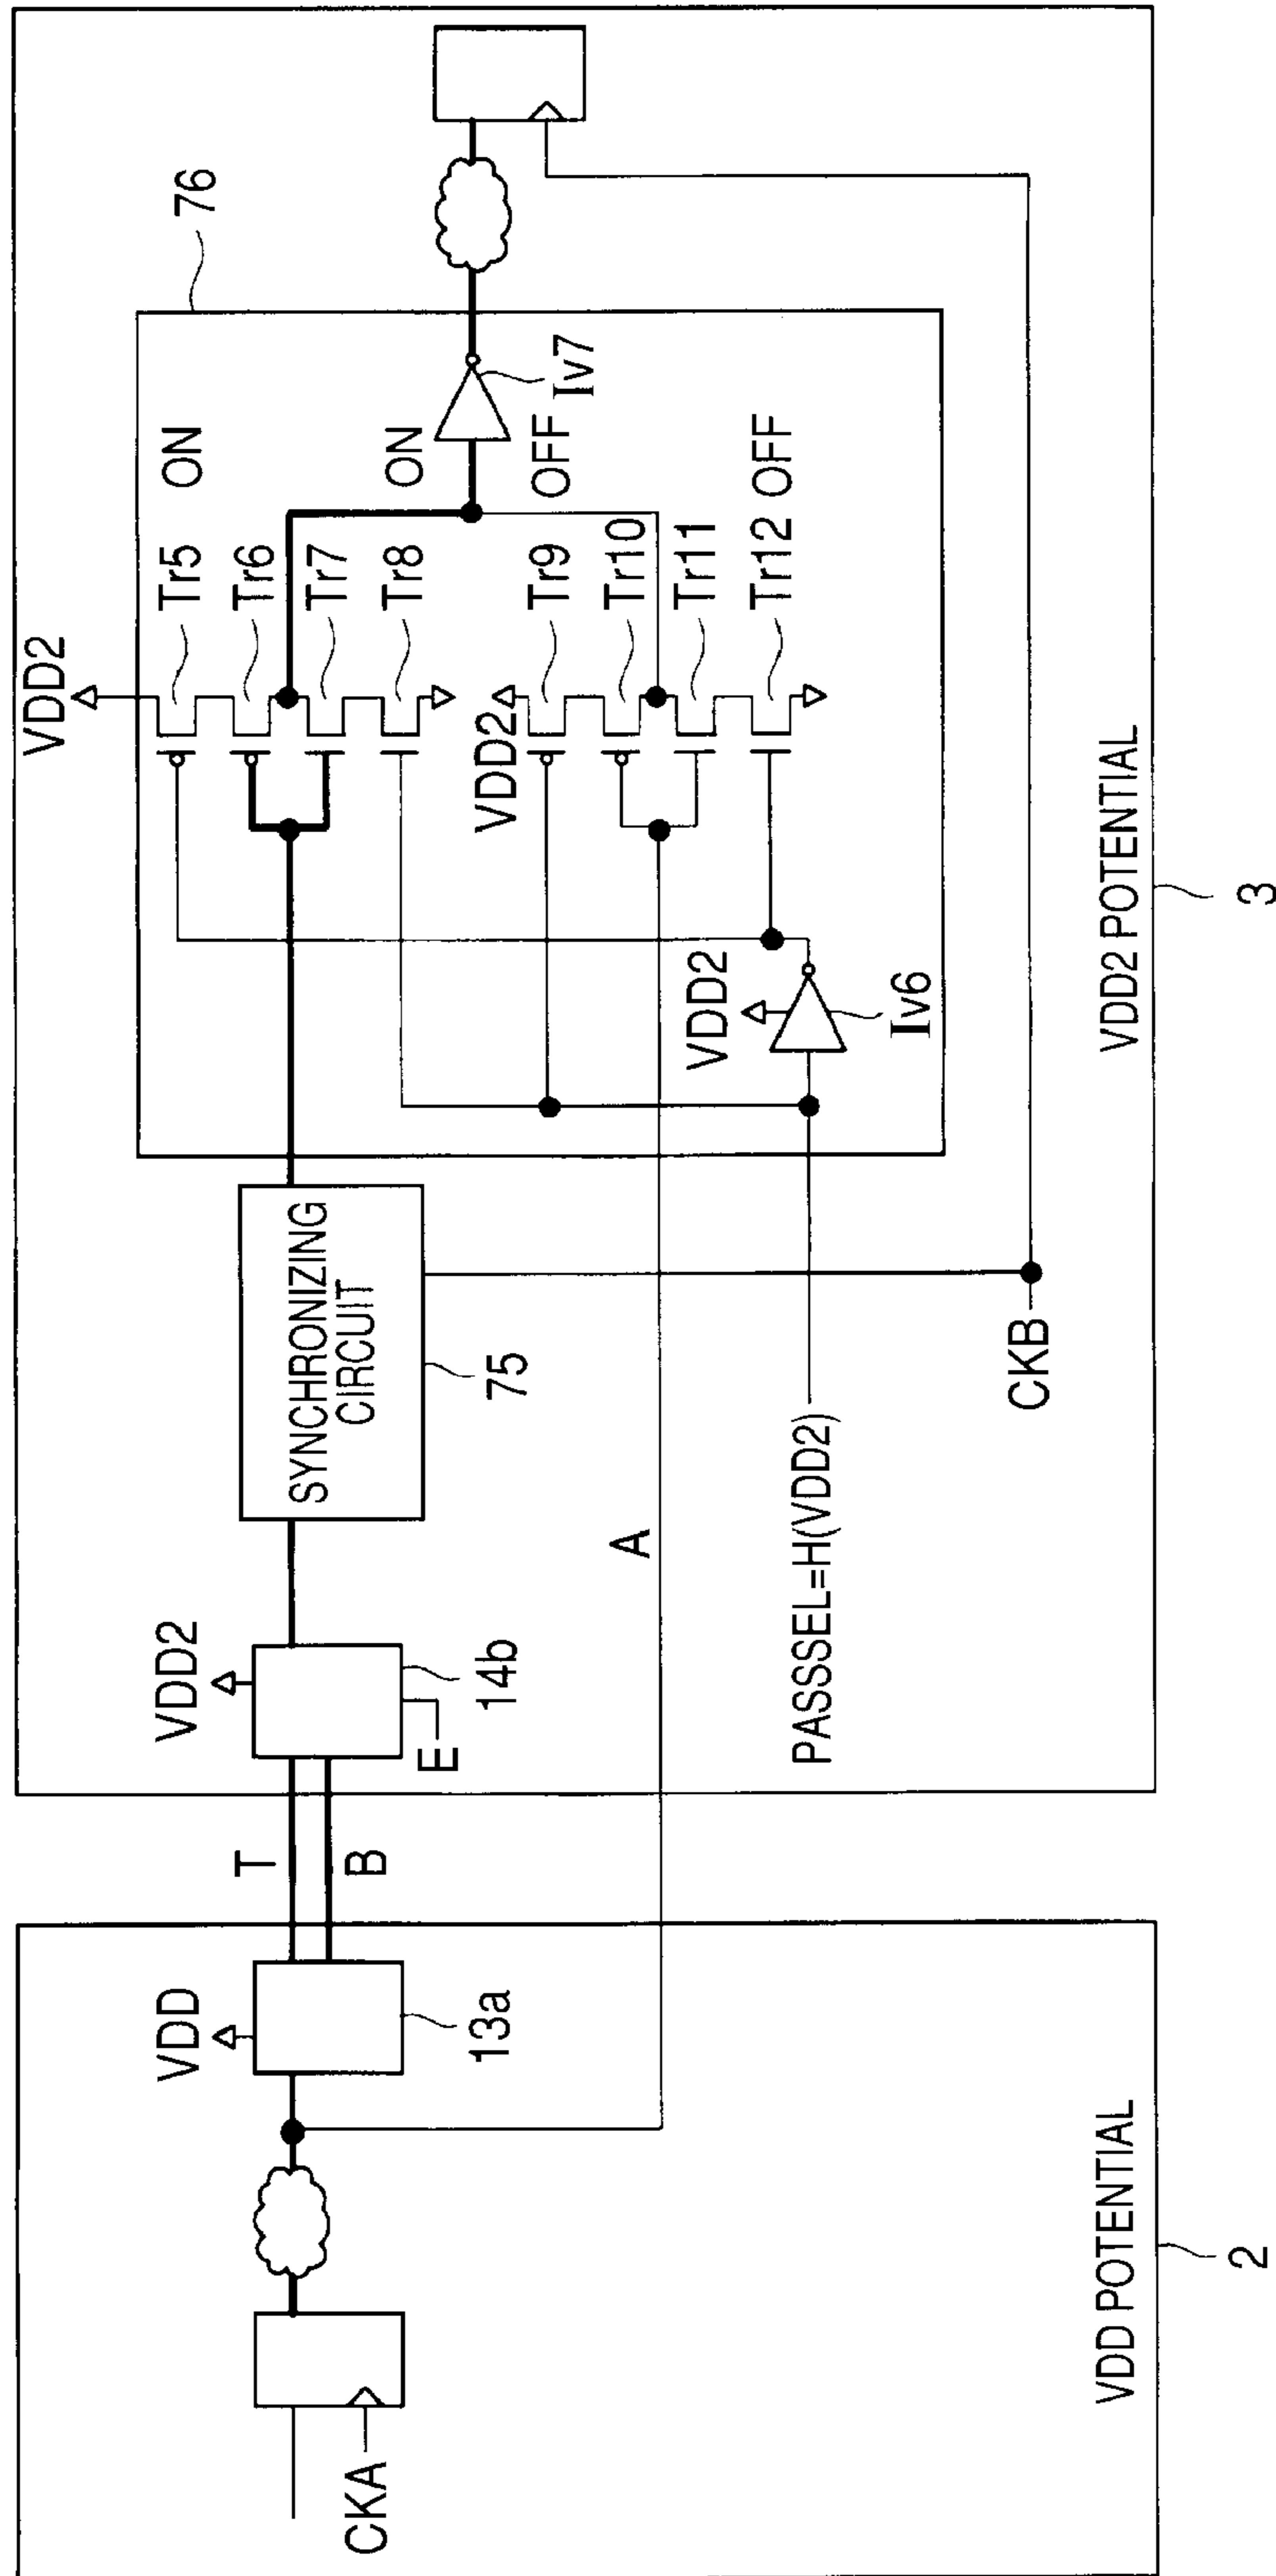 76
VDD2
Tr5 ON
Tr6
Tr7 ON
Tr8
Iv7
VDD2
Tr9 OFF
Tr10
Tr11
Tr12 OFF
VDD2
Iv6
SYNCHRONIZING
CIRCUIT
75
VDD2
14b
E
A
PASSSEL=H(VDD2)
CKB
VDD2 POTENTIAL
3
T
B
VDD
13a
CKA
VDD POTENTIAL
2